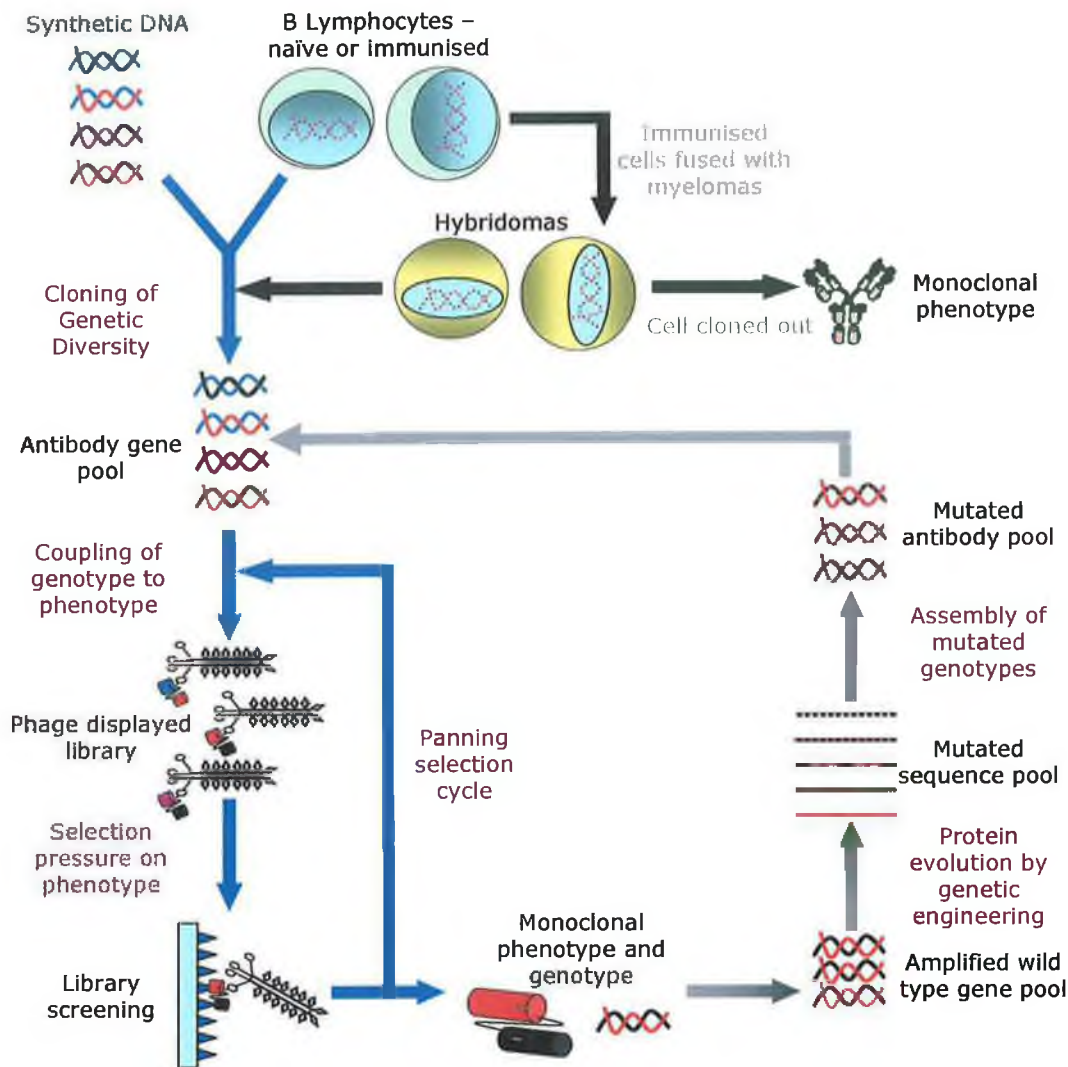 Synthetic DNA
B Lymphocytes –
naïve or immunised
Immunised
cells fused with
myelomas
Hybridomas
Cloning of
Genetic
Diversity
Cell cloned out
Monoclonal
phenotype
Antibody gene
pool
Mutated
antibody pool
Coupling of
genotype to
phenotype
Assembly of
mutated
genotypes
Phage displayed
library
Panning
selection
cycle
Mutated
sequence pool
Selection
pressure on
phenotype
Protein
evolution by
genetic
engineering
Library
screening
Monoclonal
phenotype and
genotype
Amplified wild
type gene pool